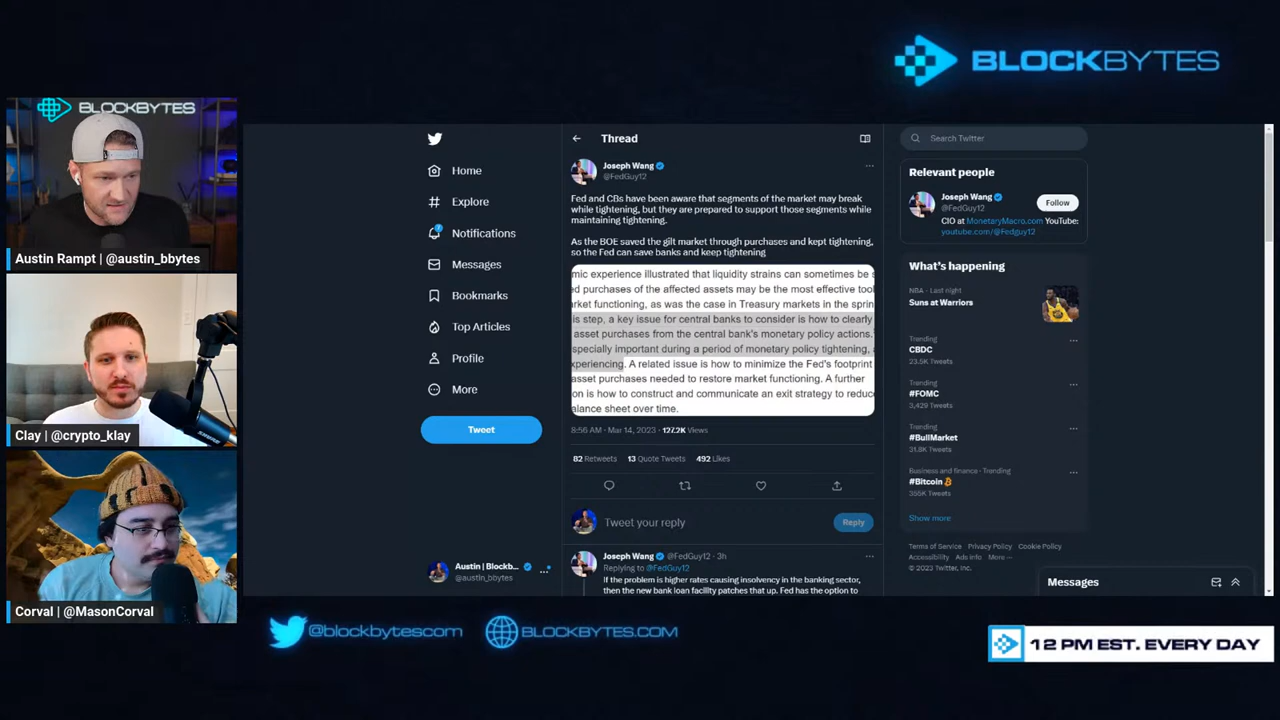 BLOCKBYTES
BLOCKBYTES
Austin Rampt | @austin_bbytes
Clay | @crypto_klay
Corval | @MasonCorval
Home
Explore
Notifications
Messages
Bookmarks
Top Articles
Profile
More
Tweet
Austin | Blockb...
@austin_bbytes
Thread
Joseph Wang
@FedGuy12
Fed and CBs have been aware that segments of the market may break
while tightening, but they are prepared to support those segments while
maintaining tightening.
As the BOE saved the gilt market through purchases and kept tightening,
so the Fed can save banks and keep tightening
mic experience illustrated that liquidity strains can sometimes be s
ed purchases of the affected assets may be the most effective tool
rket functioning, as was the case in Treasury markets in the sprin
is step, a key issue for central banks to consider is how to clearly
asset purchases from the central bank's monetary policy actions.
specially important during a period of monetary policy tightening, a
xperiencing. A related issue is how to minimize the Fed's footprint
asset purchases needed to restore market functioning. A further
on is how to construct and communicate an exit strategy to reduce
alance sheet over time.
8:56 AM · Mar 14, 2023 · 127.2K Views
82 Retweets 13 Quote Tweets 492 Likes
Tweet your reply
Reply
Joseph Wang @FedGuy12 · 3h
Replying to @FedGuy12
If the problem is higher rates causing insolvency in the banking sector,
then the new bank loan facility patches that up. Fed has the option to
Search Twitter
Relevant people
Joseph Wang
@FedGuy12
Follow
CIO at MonetaryMacro.com YouTube:
youtube.com/@Fedguy12
What's happening
NBA · Last night
Suns at Warriors
Trending
CBDC
23.5K Tweets
Trending
#FOMC
3,429 Tweets
Trending
#BullMarket
31.8K Tweets
Business and finance · Trending
#Bitcoin
355K Tweets
Show more
Terms of Service Privacy Policy Cookie Policy
Accessibility Ads info More ...
© 2023 Twitter, Inc.
Messages
@blockbytescom
BLOCKBYTES.COM
12 PM EST. EVERY DAY